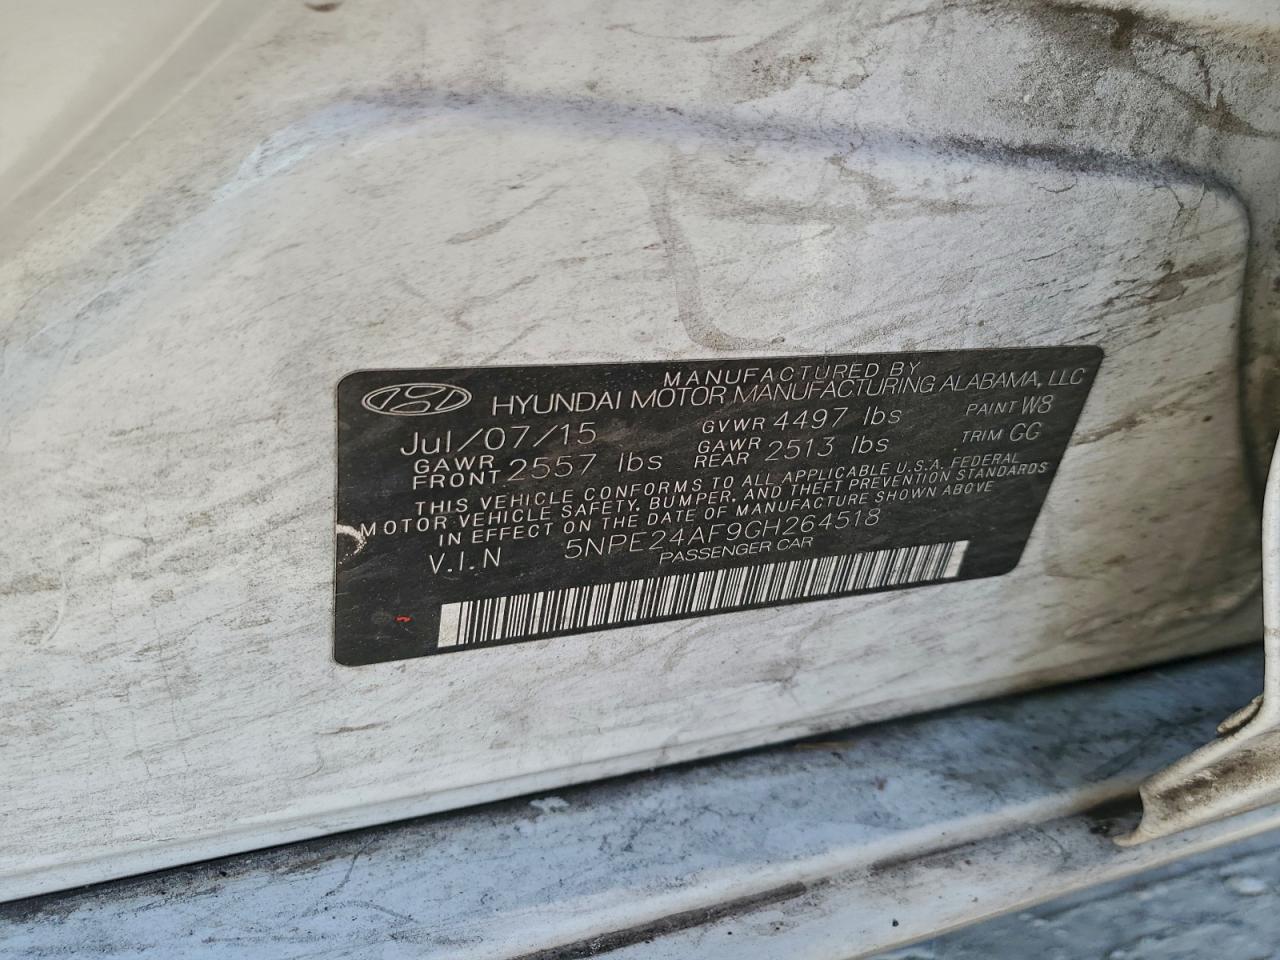 MANUFACTURED BY
HYUNDAI MOTOR MANUFACTURING ALABAMA, LLC
Jul/07/15 GVWR 4497 lbs PAINT W8
GAWR FRONT 2557 lbs GAWR REAR 2513 lbs TRIM GG
THIS VEHICLE CONFORMS TO ALL APPLICABLE U.S.A. FEDERAL
MOTOR VEHICLE SAFETY, BUMPER, AND THEFT PREVENTION STANDARDS
IN EFFECT ON THE DATE OF MANUFACTURE SHOWN ABOVE
V.I.N 5NPE24AF9GH264518
PASSENGER CAR